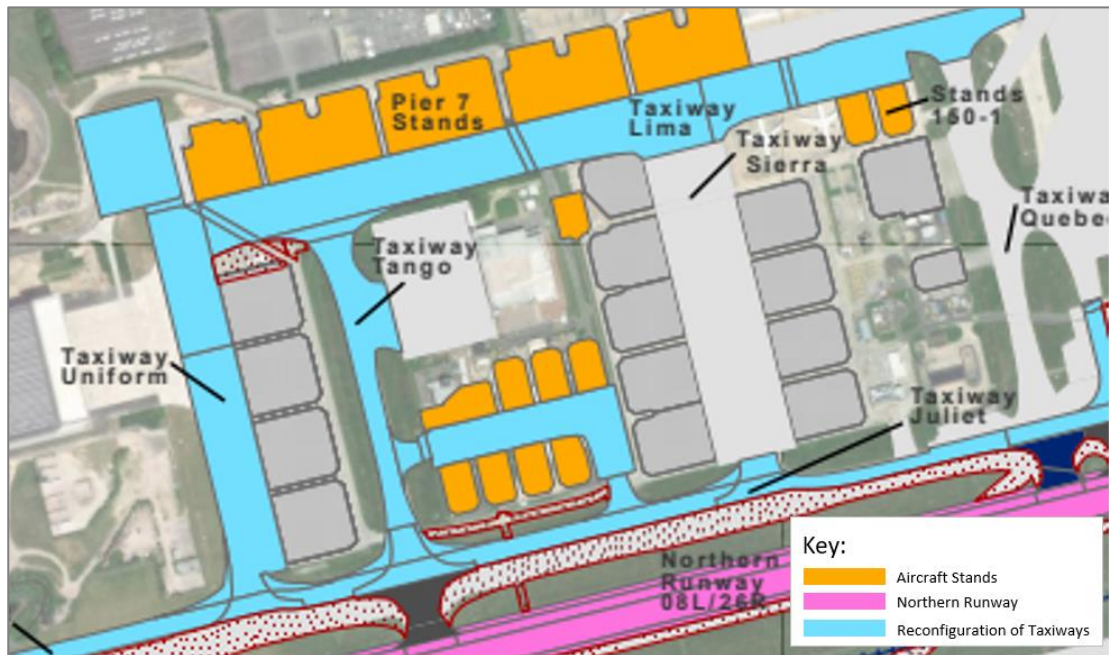 Pier 7
Stands
Taxiway
Lima
Stands
150-1
Taxiway
Sierra
Taxiwa
Quebec
Taxiway
Tango
Taxiway
Uniform
Taxiway
Juliet
Northern
Runway
08L/26R
Key:
Aircraft Stands
Northern Runway
Reconfiguration of Taxiways